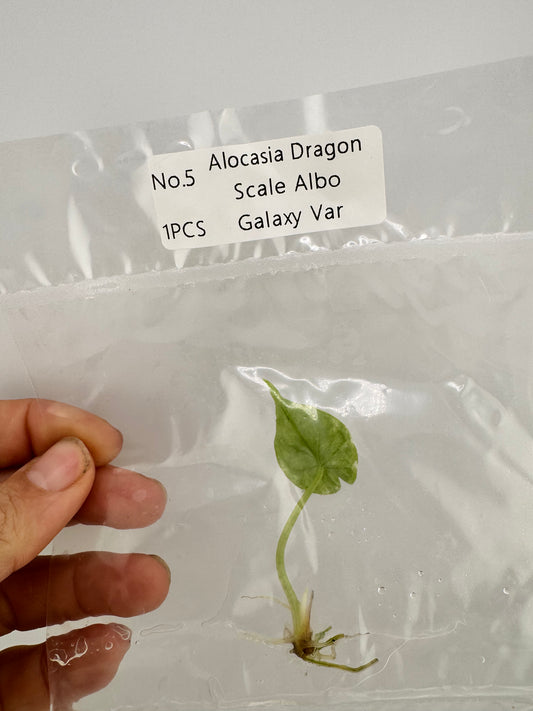 No.5 Alocasia Dragon
Scale Albo
1PCS Galaxy Var